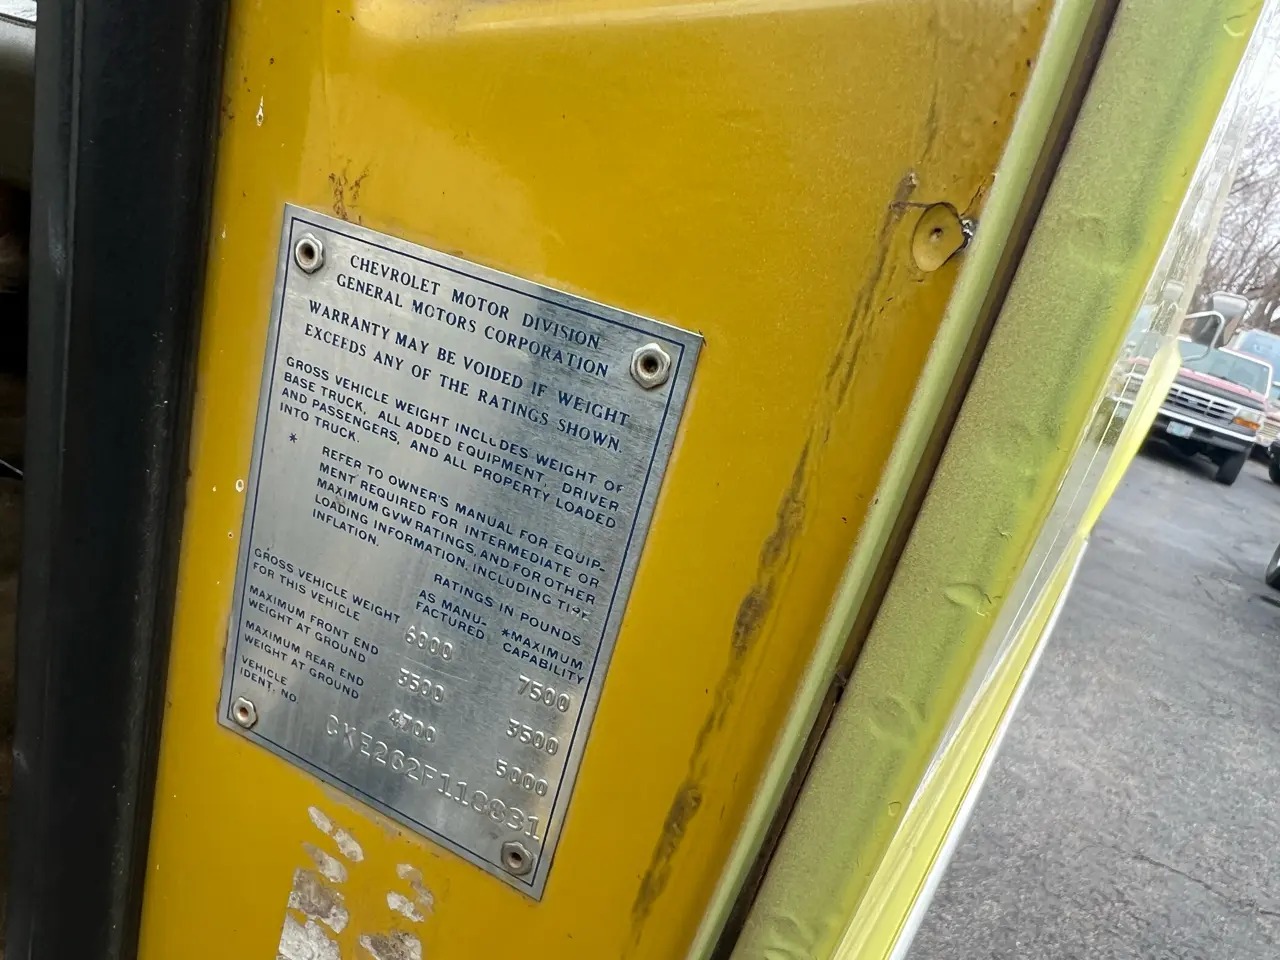 CHEVROLET MOTOR DIVISION
GENERAL MOTORS CORPORATION
WARRANTY MAY BE VOIDED IF WEIGHT
EXCEEDS ANY OF THE RATINGS SHOWN.
GROSS VEHICLE WEIGHT INCLUDES WEIGHT OF
BASE TRUCK, ALL ADDED EQUIPMENT, DRIVER
AND PASSENGERS, AND ALL PROPERTY LOADED
INTO TRUCK.
* REFER TO OWNER'S MANUAL FOR EQUIP-
MENT REQUIRED FOR INTERMEDIATE OR
MAXIMUM GVW RATINGS, AND FOR OTHER
LOADING INFORMATION, INCLUDING TIRE
INFLATION.
RATINGS IN POUNDS
AS MANU-
FACTURED
*MAXIMUM
CAPABILITY
GROSS VEHICLE WEIGHT
FOR THIS VEHICLE
7500
MAXIMUM FRONT END
WEIGHT AT GROUND
3500 3500
MAXIMUM REAR END
WEIGHT AT GROUND
5000
VEHICLE
IDENT. NO